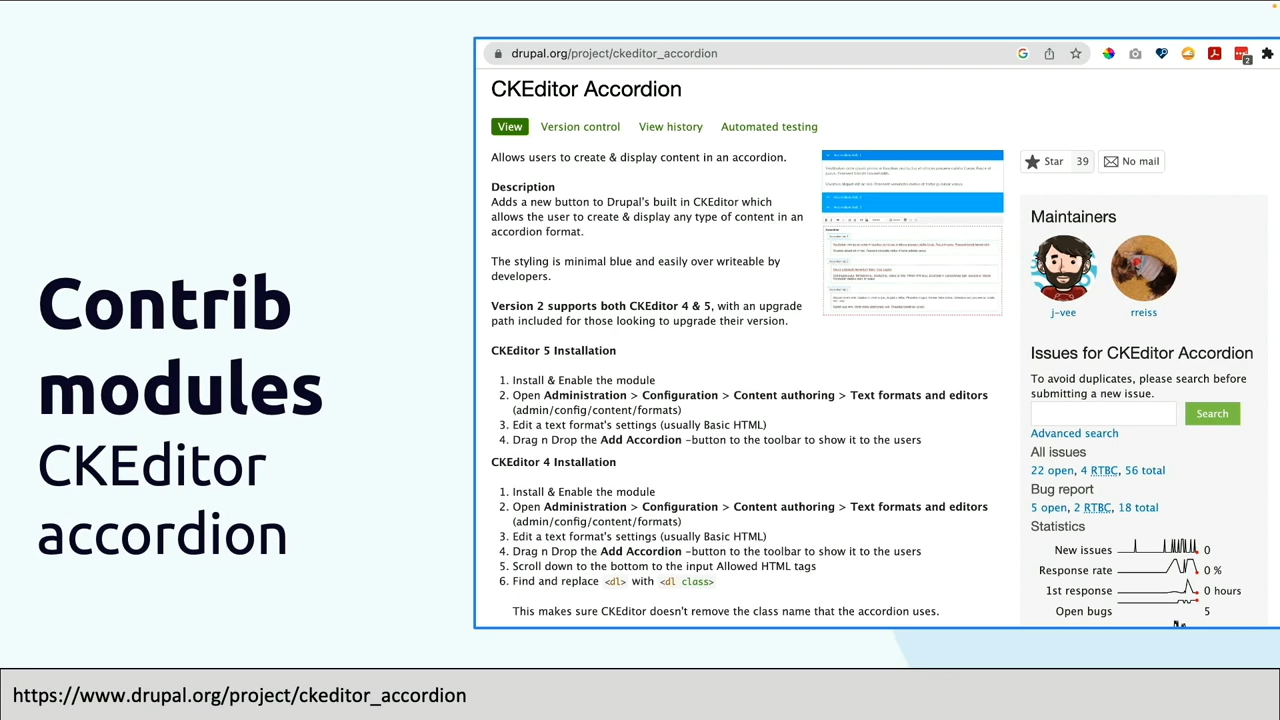 Contrib
modules
CKEditor
accordion
drupal.org/project/ckeditor_accordion
2
CKEditor Accordion
View
Version control
View history
Automated testing
Allows users to create & display content in an accordion.
Description
Adds a new button to Drupal's built in CKEditor which
allows the user to create & display any type of content in an
accordion format.
The styling is minimal blue and easily over writeable by
developers.
Version 2 supports both CKEditor 4 & 5, with an upgrade
path included for those looking to upgrade their version.
CKEditor 5 Installation
1. Install & Enable the module
2. Open Administration > Configuration > Content authoring > Text formats and editors
(admin/config/content/formats)
3. Edit a text format's settings (usually Basic HTML)
4. Drag n Drop the Add Accordion -button to the toolbar to show it to the users
CKEditor 4 Installation
1. Install & Enable the module
2. Open Administration > Configuration > Content authoring > Text formats and editors
(admin/config/content/formats)
3. Edit a text format's settings (usually Basic HTML)
4. Drag n Drop the Add Accordion -button to the toolbar to show it to the users
5. Scroll down to the bottom to the input Allowed HTML tags
6. Find and replace <dl> with <dl class>
This makes sure CKEditor doesn't remove the class name that the accordion uses.
Star 39
No mail
Maintainers
j-vee
rreiss
Issues for CKEditor Accordion
To avoid duplicates, please search before
submitting a new issue.
Search
Advanced search
All issues
22 open, 4 RTBC, 56 total
Bug report
5 open, 2 RTBC, 18 total
Statistics
New issues 0
Response rate 0 %
1st response 0 hours
Open bugs 5
https://www.drupal.org/project/ckeditor_accordion